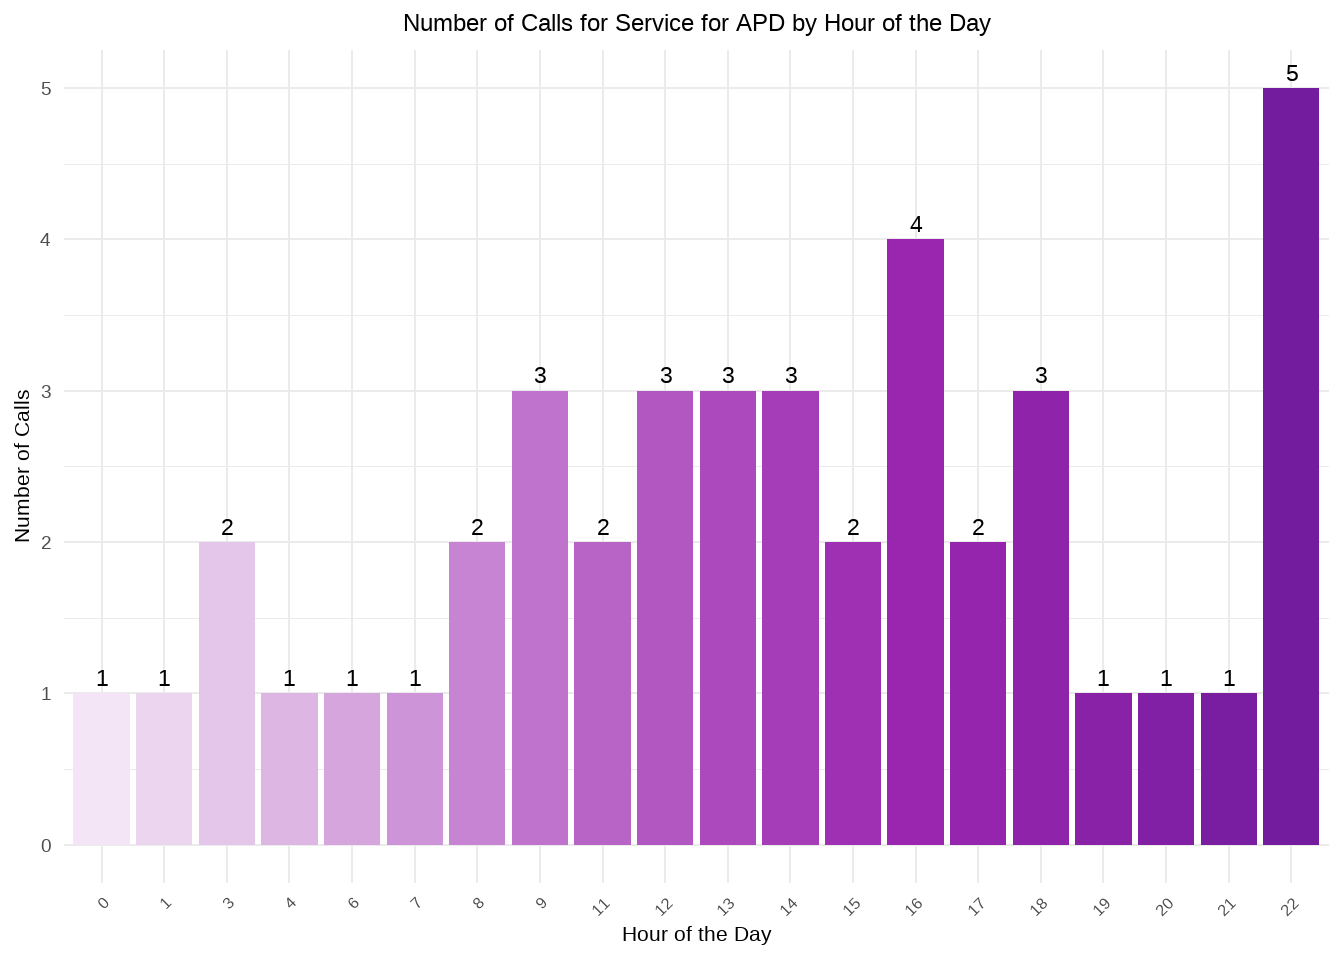 Number of Calls for Service for APD by Hour of the Day
5
5
4
4
3
3 3 3 3 3
Number of Calls
2
2 2 2 2 2
1
1 1 1 1 1 1 1 1
0
0 1 3 4 6 7 8 9 11 12 13 14 15 16 17 18 19 20 21 22
Hour of the Day